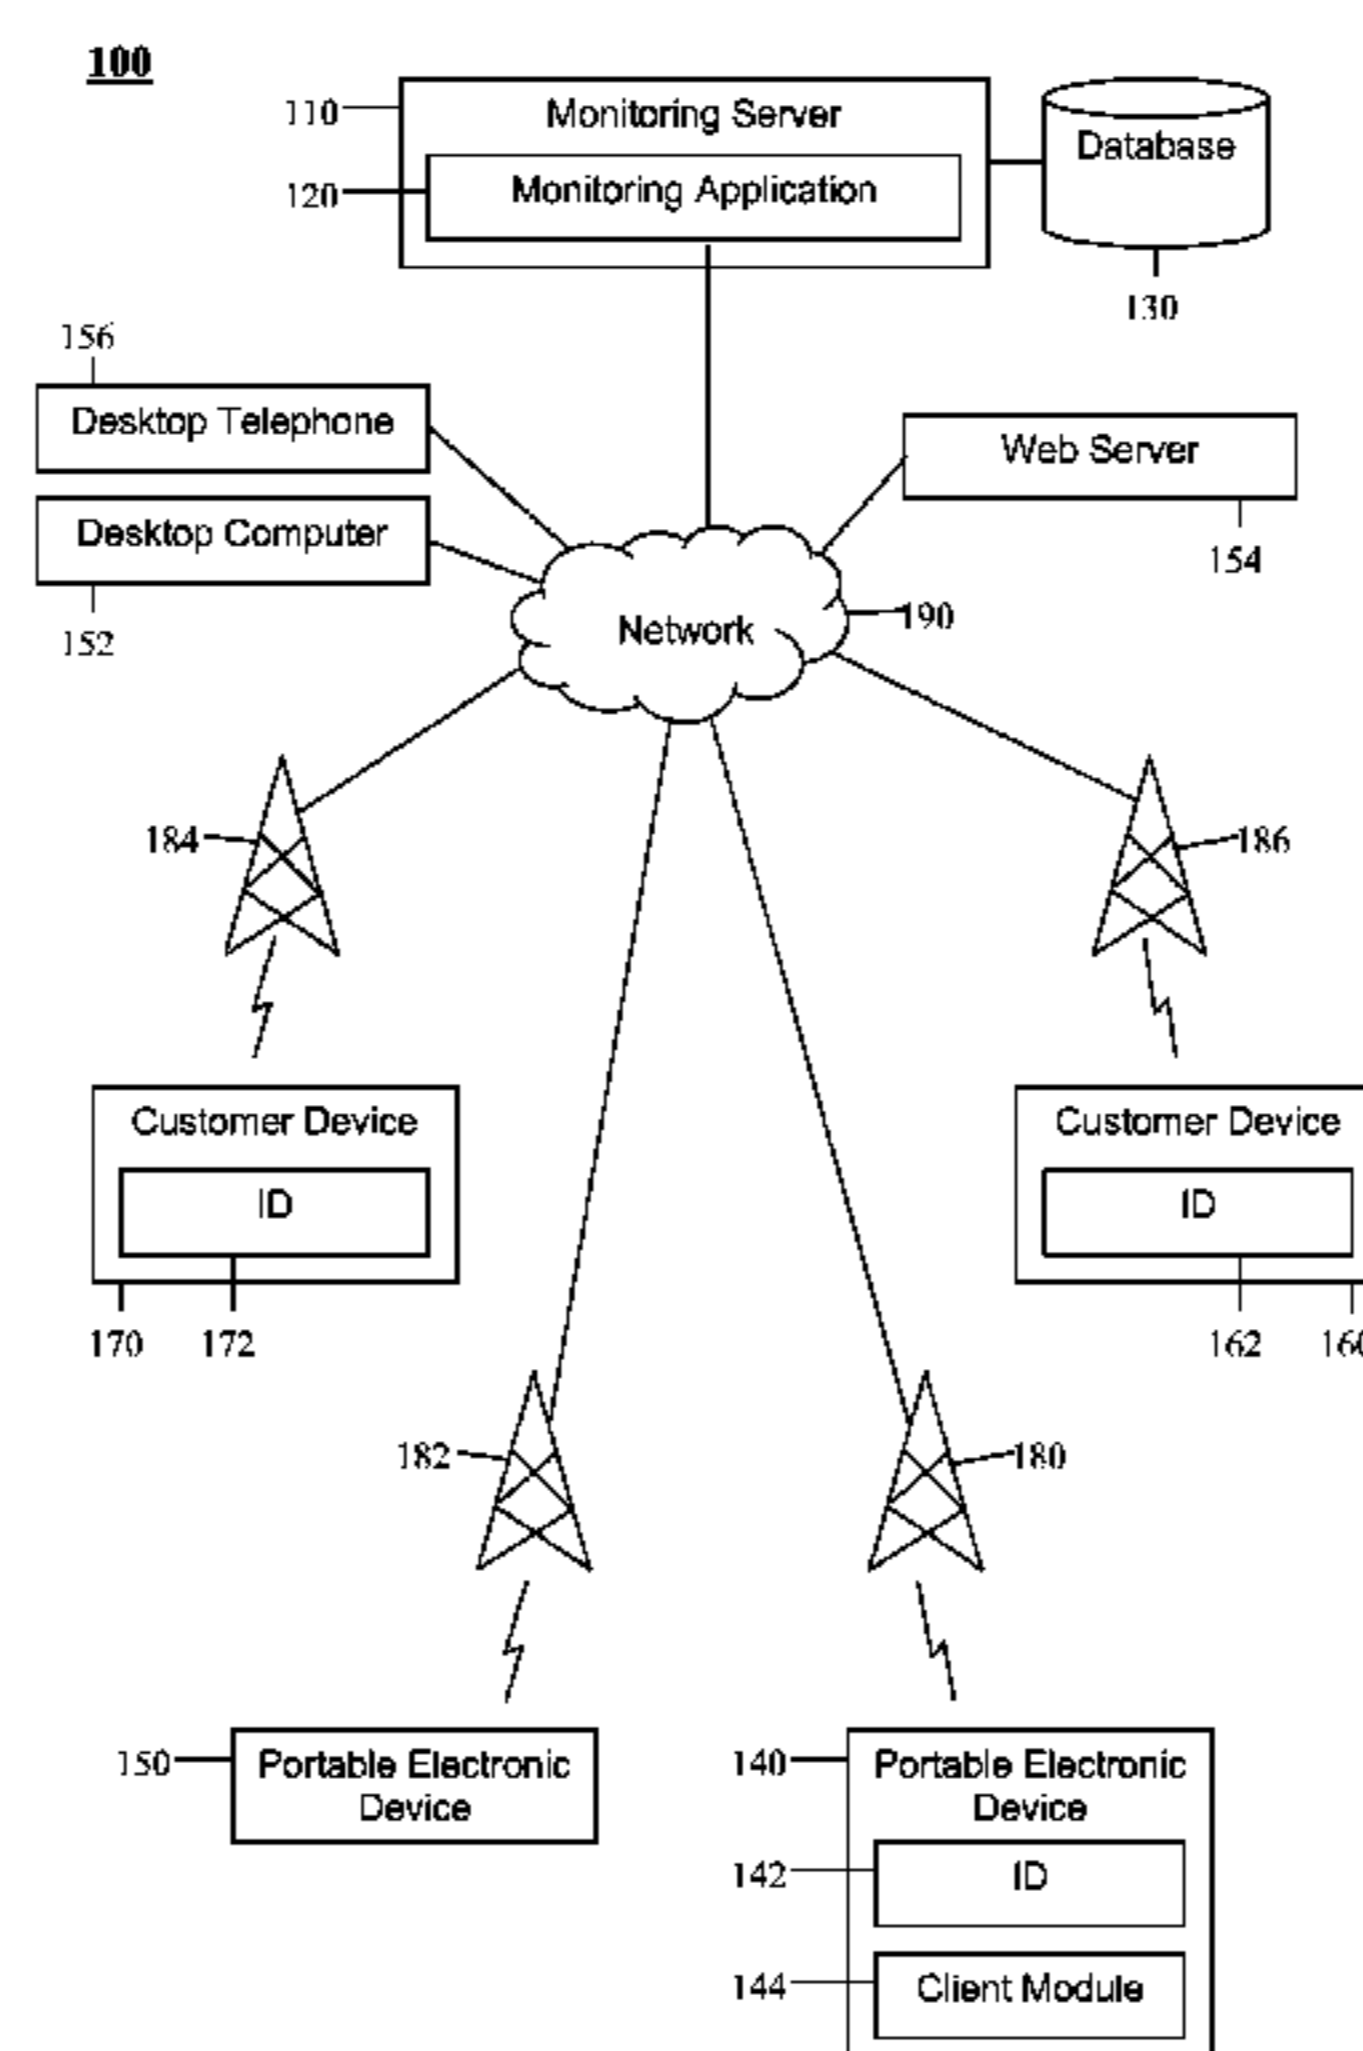 100
110
Monitoring Server
Database
120
Monitoring Application
130
156
Desktop Telephone
Web Server
Desktop Computer
154
152
Network
190
184
186
Customer Device
Customer Device
ID
ID
170
172
162
160
182
180
150
Portable Electronic
Device
140
Portable Electronic
Device
142
ID
144
Client Module